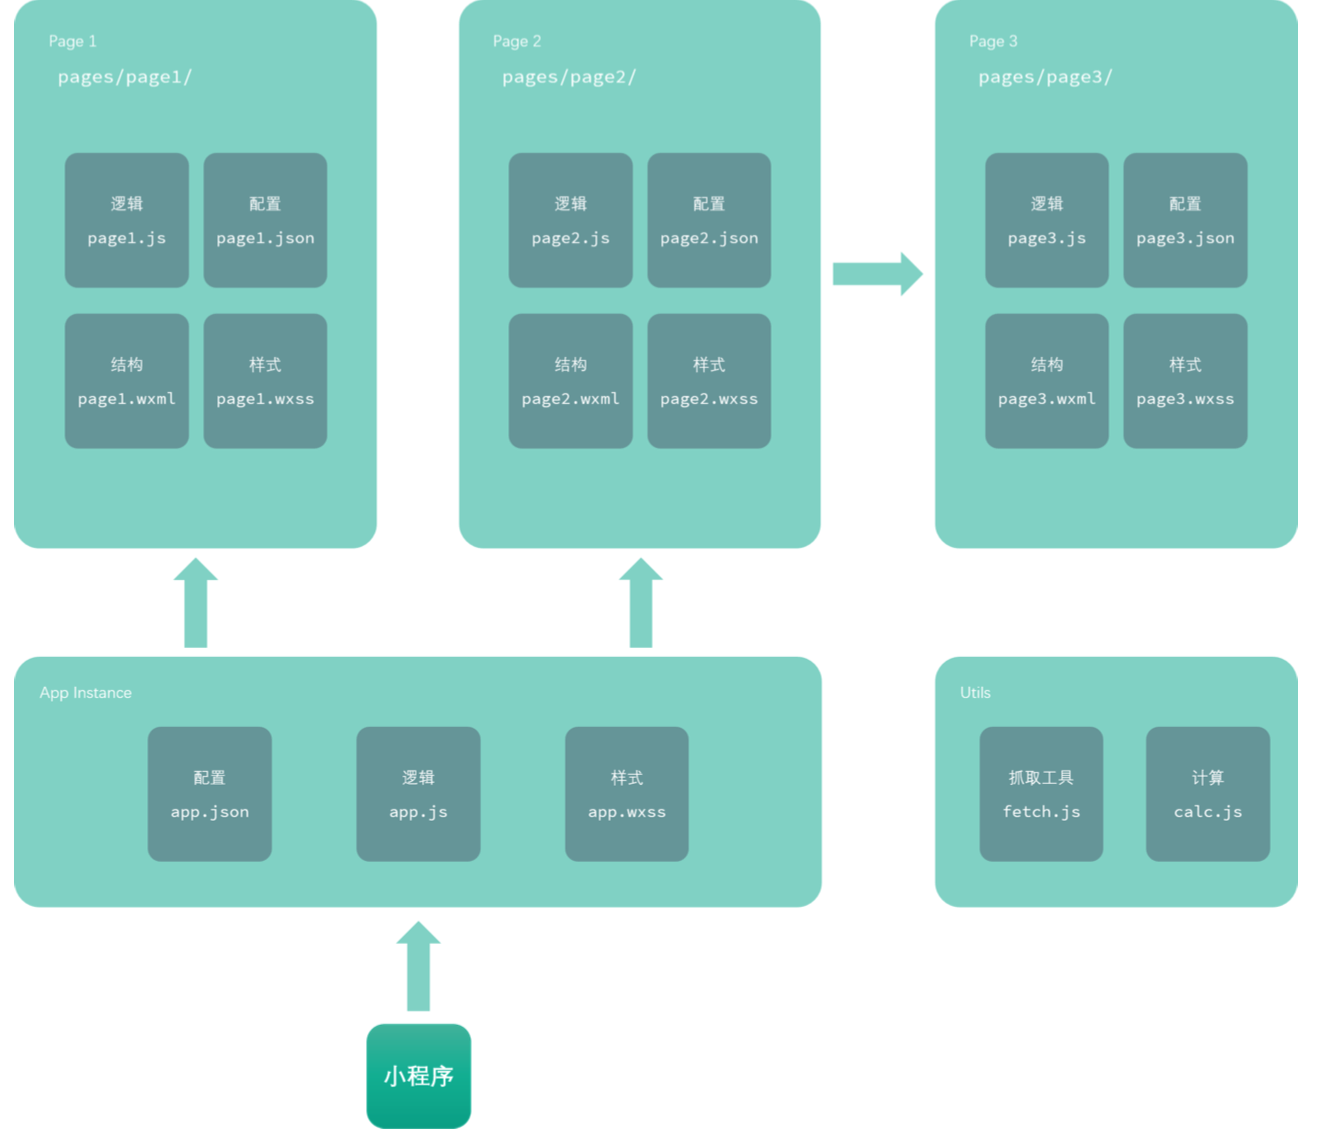 Page 1
pages/page1/
逻辑
page1.js
配置
page1.json
结构
page1.wxml
样式
page1.wxss
Page 2
pages/page2/
逻辑
page2.js
配置
page2.json
结构
page2.wxml
样式
page2.wxss
Page 3
pages/page3/
逻辑
page3.js
配置
page3.json
结构
page3.wxml
样式
page3.wxss
App Instance
配置
app.json
逻辑
app.js
样式
app.wxss
Utils
抓取工具
fetch.js
计算
calc.js
小程序